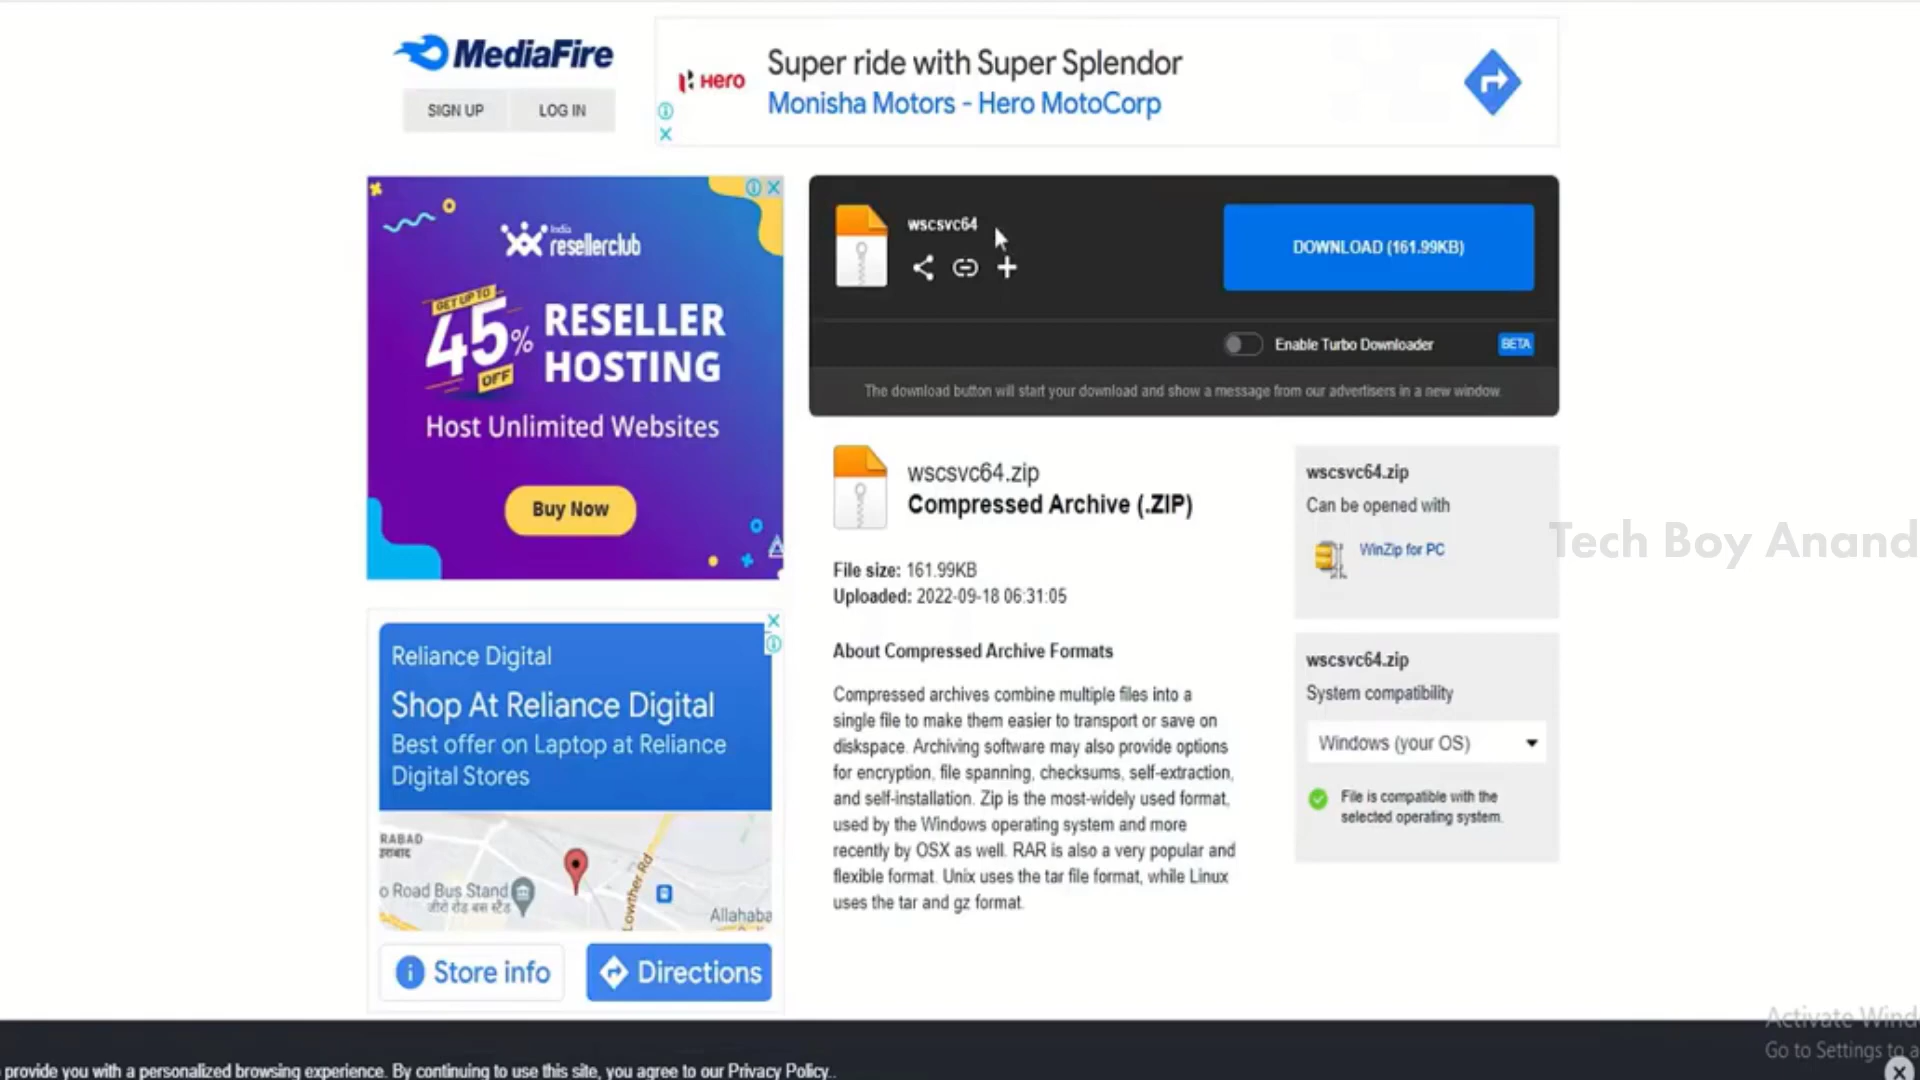 MediaFire
SIGN UP
LOG IN
HERO
Super ride with Super Splendor
Monisha Motors - Hero MotoCorp
India
resellerclub
GET UP TO
45%
OFF
RESELLER
HOSTING
Host Unlimited Websites
Buy Now
wscsvc64
DOWNLOAD (161.99KB)
Enable Turbo Downloader
BETA
The download button will start your download and show a message from our advertisers in a new window.
wscsvc64.zip
Compressed Archive (.ZIP)
File size: 161.99KB
Uploaded: 2022-09-18 06:31:05
About Compressed Archive Formats
Compressed archives combine multiple files into a
single file to make them easier to transport or save on
diskspace. Archiving software may also provide options
for encryption, file spanning, checksums, self-extraction,
and self-installation. Zip is the most-widely used format,
used by the Windows operating system and more
recently by OSX as well. RAR is also a very popular and
flexible format. Unix uses the tar file format, while Linux
uses the tar and gz format.
wscsvc64.zip
Can be opened with
WinZip for PC
Tech Boy Anand
wscsvc64.zip
System compatibility
Windows (your OS)
File is compatible with the
selected operating system.
Reliance Digital
Shop At Reliance Digital
Best offer on Laptop at Reliance
Digital Stores
RABAD
o Road Bus Stand
जीरो रोड बस स्टैंड
Lowther Rd
Allahaba
Store info
Directions
Activate Wind
Go to Settings to a
provide you with a personalized browsing experience. By continuing to use this site, you agree to our Privacy Policy..